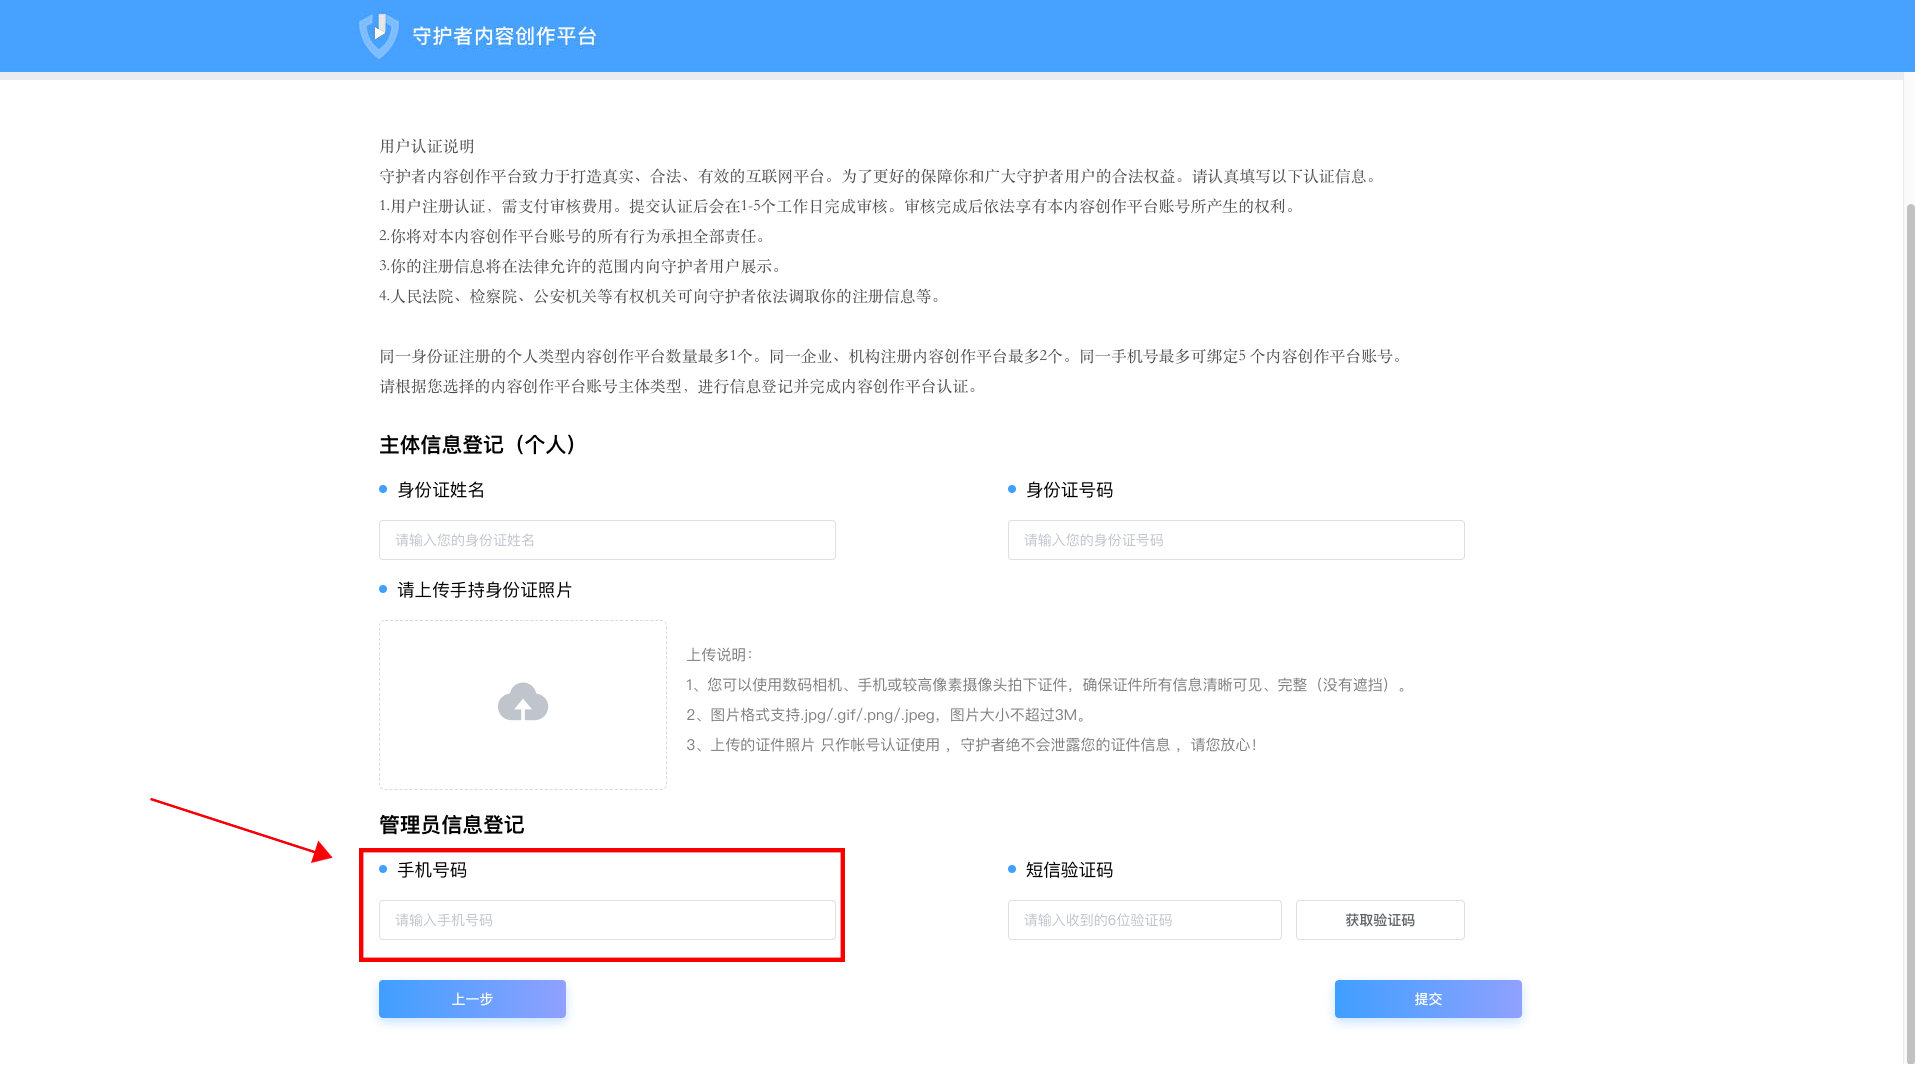 守护者内容创作平台
用户认证说明
守护者内容创作平台致力于打造真实、合法、有效的互联网平台。为了更好的保障你和广大守护者用户的合法权益。请认真填写以下认证信息。
1.用户注册认证，需支付审核费用。提交认证后会在1-5个工作日完成审核。审核完成后依法享有本内容创作平台账号所产生的权利。
2.你将对本内容创作平台账号的所有行为承担全部责任。
3.你的注册信息将在法律允许的范围内向守护者用户展示。
4.人民法院、检察院、公安机关等有权机关可向守护者依法调取你的注册信息等。
同一身份证注册的个人类型内容创作平台数量最多1个。同一企业、机构注册内容创作平台最多2个。同一手机号最多可绑定5 个内容创作平台账号。
请根据您选择的内容创作平台账号主体类型，进行信息登记并完成内容创作平台认证。
主体信息登记（个人）
身份证姓名
身份证号码
请输入您的身份证姓名
请输入您的身份证号码
请上传手持身份证照片
上传说明：
1、您可以使用数码相机、手机或较高像素摄像头拍下证件，确保证件所有信息清晰可见、完整（没有遮挡）。
2、图片格式支持.jpg/.gif/.png/.jpeg，图片大小不超过3M。
3、上传的证件照片 只作帐号认证使用 ，守护者绝不会泄露您的证件信息 ，请您放心！
管理员信息登记
手机号码
短信验证码
请输入手机号码
请输入收到的6位验证码
获取验证码
上一步
提交